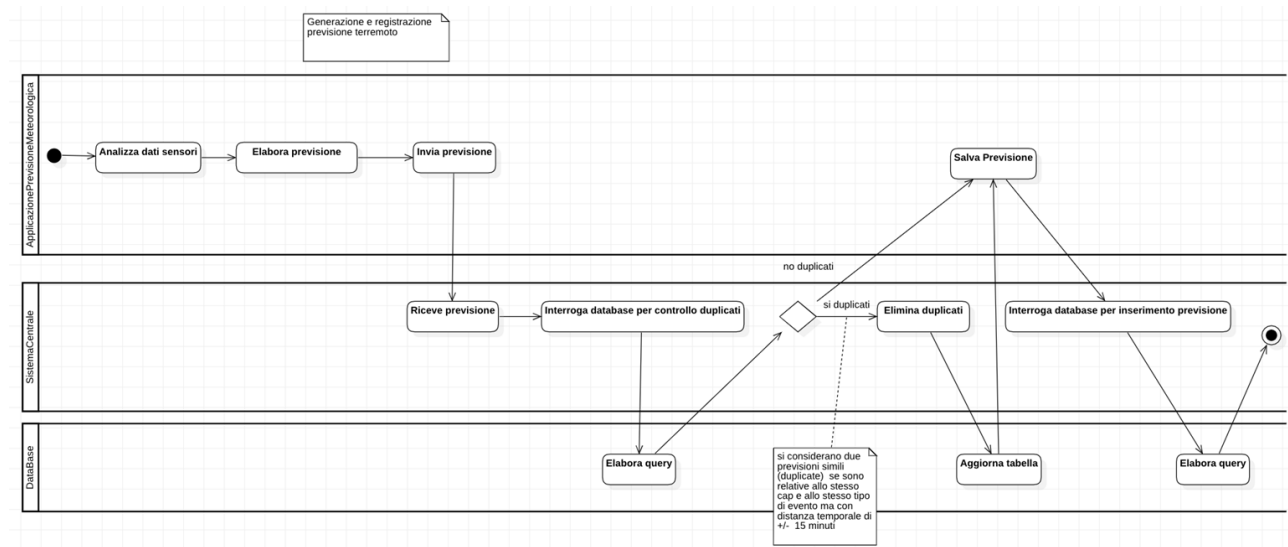 Generazione e registrazione
previsione terremoto
ApplicazionePrevisioneMeteorologica
Analizza dati sensori
Elabora previsione
Invia previsione
Salva Previsione
no duplicati
SistemaCentrale
Riceve previsione
Interroga database per controllo duplicati
si duplicati
Elimina duplicati
Interroga database per inserimento previsione
DataBase
Elabora query
si considerano due
previsioni simili
(duplicate) se sono
relative allo stesso
cap e allo stesso tipo
di evento ma con
distanza temporale di
+/- 15 minuti
Aggiorna tabella
Elabora query